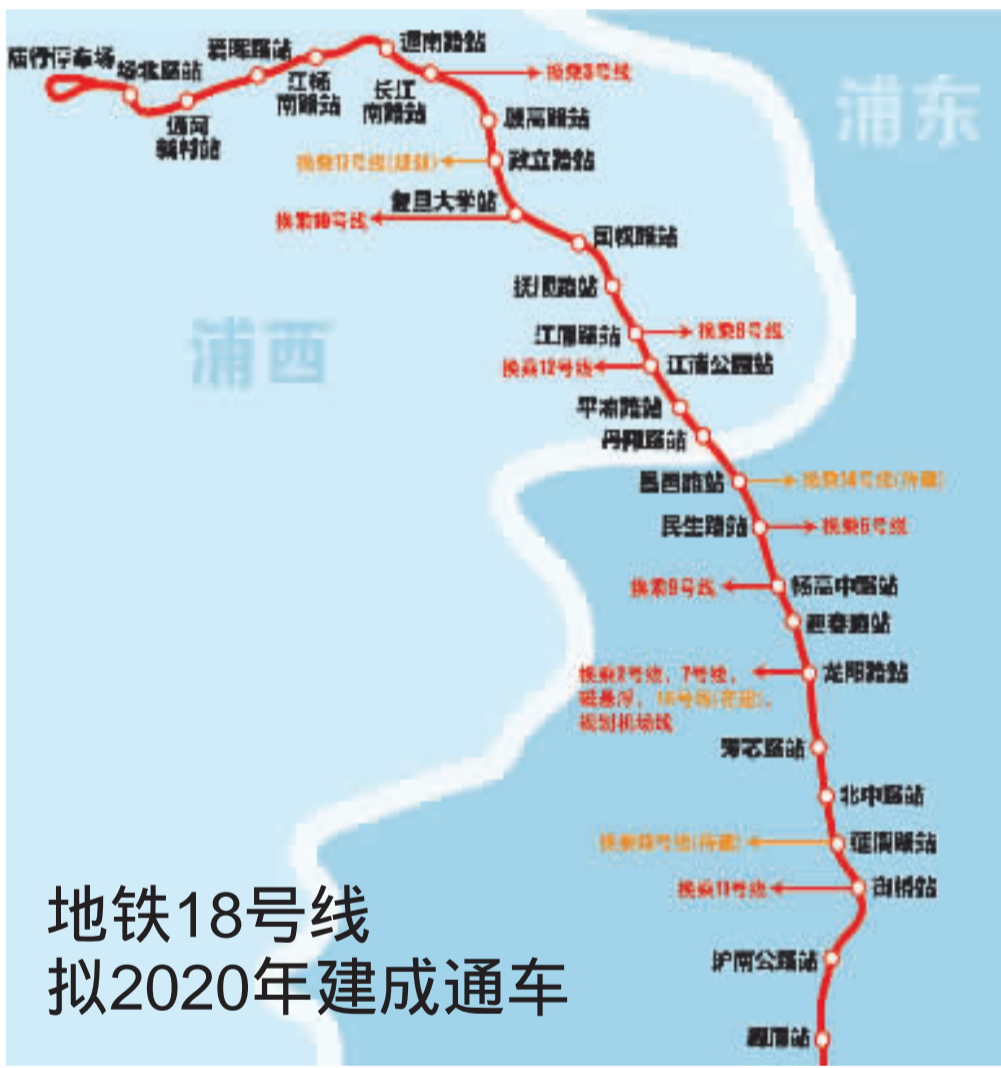 浦东
浦西
庙行停车场
场北路站
通河
新村站
江杨
南路站
通南路站
长江
南路站
换乘3号线
殷高路站
政立路站
复旦大学站
换乘10号线
国权路站
抚顺路站
江浦路站
换乘8号线
换乘12号线
江浦公园站
平凉路站
丹阳路站
昌邑路站
换乘14号线(待建)
民生路站
换乘6号线
换乘9号线
杨高中路站
迎春路站
换乘2号线，7号线，
磁悬浮，16号线(在建)，
规划机场线
龙阳路站
芳芯路站
北中路站
莲溪路站
换乘11号线
御桥站
沪南公路站
地铁18号线
拟2020年建成通车